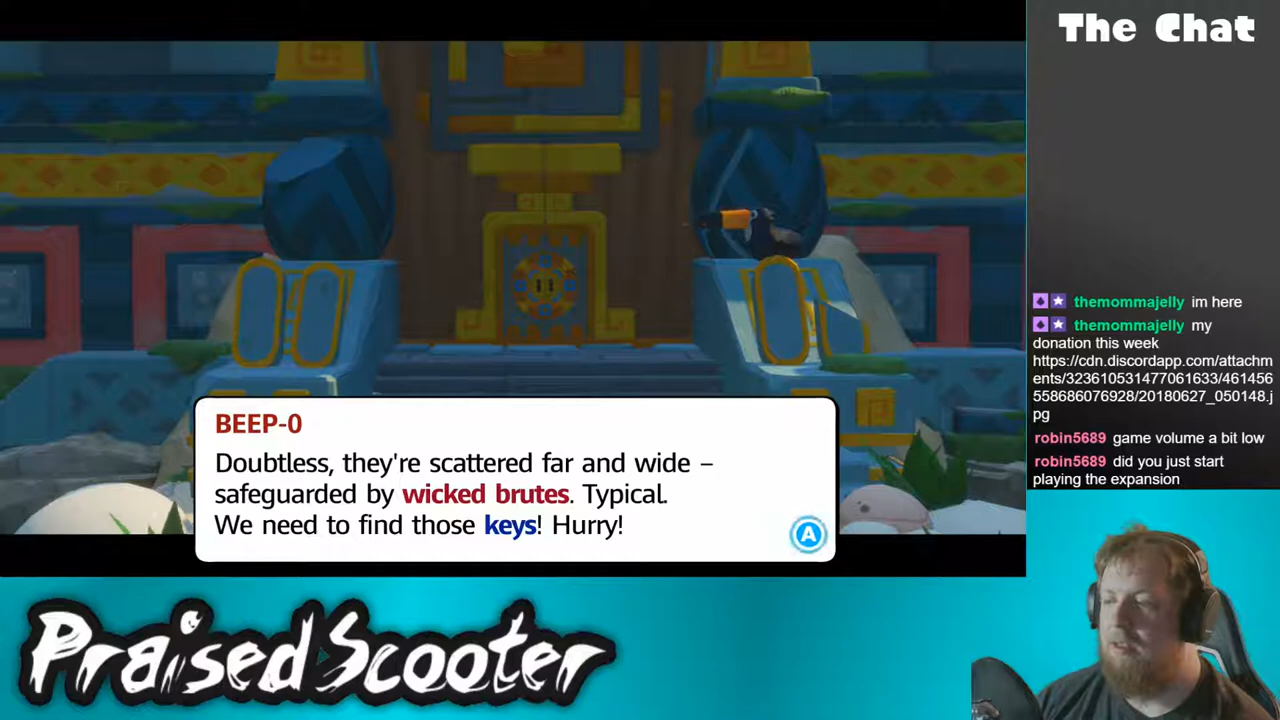 The Chat
themommajelly im here
themommajelly my
donation this week
https://cdn.discordapp.com/attachm
ents/323610531477061633/461456
558686076928/20180627_050148.j
pg
robin5689 game volume a bit low
robin5689 did you just start
playing the expansion
BEEP-0
Doubtless, they're scattered far and wide –
safeguarded by wicked brutes. Typical.
We need to find those keys! Hurry!
A
PraisedScooter